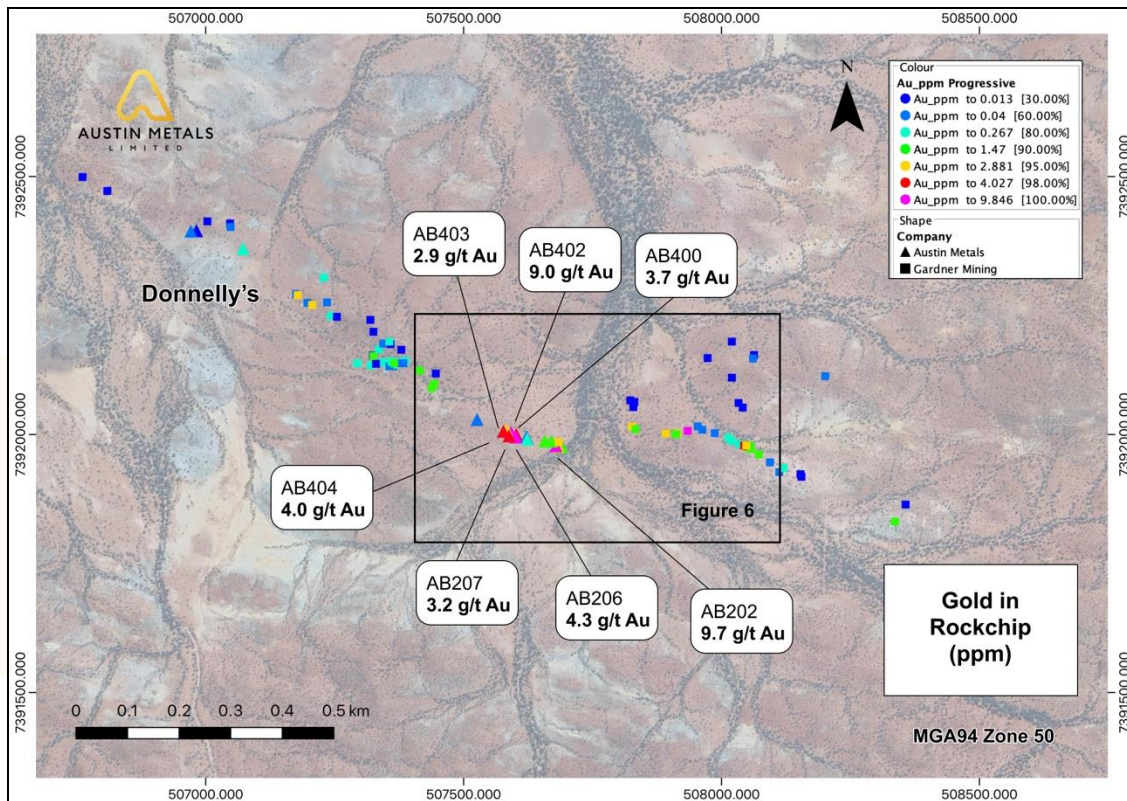 507000.000
507500.000
508000.000
508500.000
AUSTIN METALS
LIMITED
N
Colour
Au_ppm Progressive
Au_ppm to 0.013 [30.00%]
Au_ppm to 0.04 [60.00%]
Au_ppm to 0.267 [80.00%]
Au_ppm to 1.47 [90.00%]
Au_ppm to 2.881 [95.00%]
Au_ppm to 4.027 [98.00%]
Au_ppm to 9.846 [100.00%]
Shape
Company
Austin Metals
Gardner Mining
7392500.000
7392500.000
AB403
2.9 g/t Au
AB402
9.0 g/t Au
AB400
3.7 g/t Au
Donnelly's
7392000.000
7392000.000
AB404
4.0 g/t Au
Figure 6
AB207
3.2 g/t Au
AB206
4.3 g/t Au
AB202
9.7 g/t Au
Gold in
Rockchip
(ppm)
7391500.000
7391500.000
0 0.1 0.2 0.3 0.4 0.5 km
MGA94 Zone 50
507000.000
507500.000
508000.000
508500.000